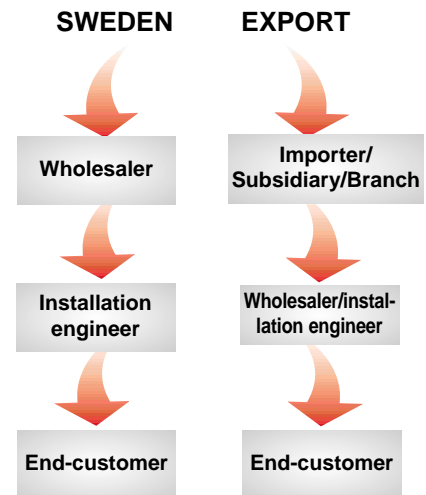 SWEDEN
Wholesaler
Installation
engineer
End-customer
EXPORT
Importer/
Subsidiary/Branch
Wholesaler/instal-
lation engineer
End-customer